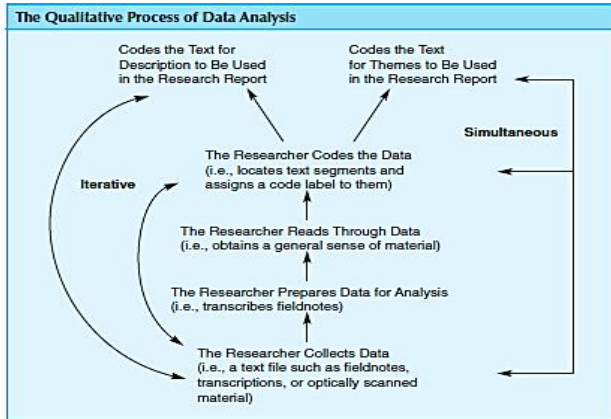 The Qualitative Process of Data Analysis
Codes the Text for
Description to Be Used
in the Research Report
Codes the Text
for Themes to Be Used
in the Research Report
Simultaneous
The Researcher Codes the Data
(i.e., locates text segments and
assigns a code label to them)
Iterative
The Researcher Reads Through Data
(i.e., obtains a general sense of material)
The Researcher Prepares Data for Analysis
(i.e., transcribes fieldnotes)
The Researcher Collects Data
(i.e., a text file such as fieldnotes,
transcriptions, or optically scanned
material)